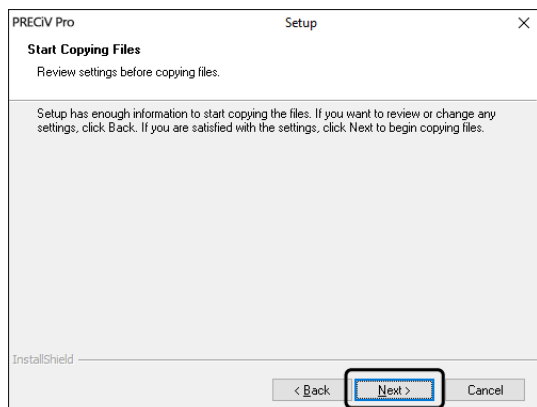 PRECiV Pro Setup
Start Copying Files
Review settings before copying files.
Setup has enough information to start copying the files. If you want to review or change any
settings, click Back. If you are satisfied with the settings, click Next to begin copying files.
InstallShield
< Back Next > Cancel